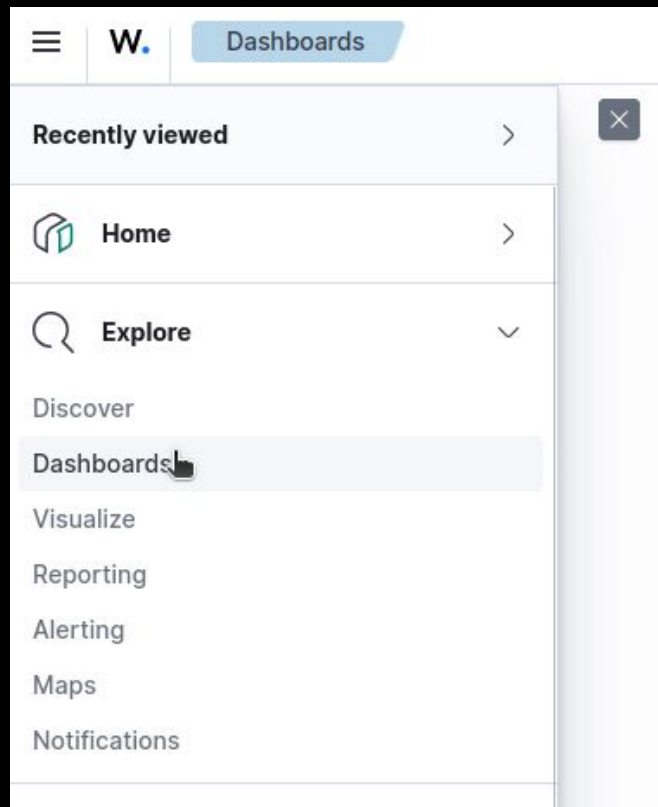 W. Dashboards
Recently viewed
Home
Explore
Discover
Dashboards
Visualize
Reporting
Alerting
Maps
Notifications